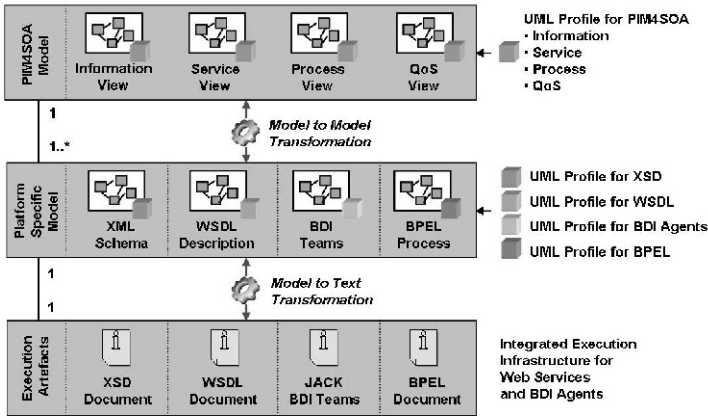 PIM4SOA
Model
Information
View
Service
View
Process
View
QoS
View
UML Profile for PIM4SOA
• Information
• Service
• Process
• QoS
1
1..*
Model to Model
Transformation
Platform
Specific
Model
XML
Schema
WSDL
Description
BDI
Teams
BPEL
Process
UML Profile for XSD
UML Profile for WSDL
UML Profile for BDI Agents
UML Profile for BPEL
1
1
Model to Text
Transformation
Execution
Artefacts
XSD
Document
WSDL
Document
JACK
BDI Teams
BPEL
Document
Integrated Execution
Infrastructure for
Web Services
and BDI Agents